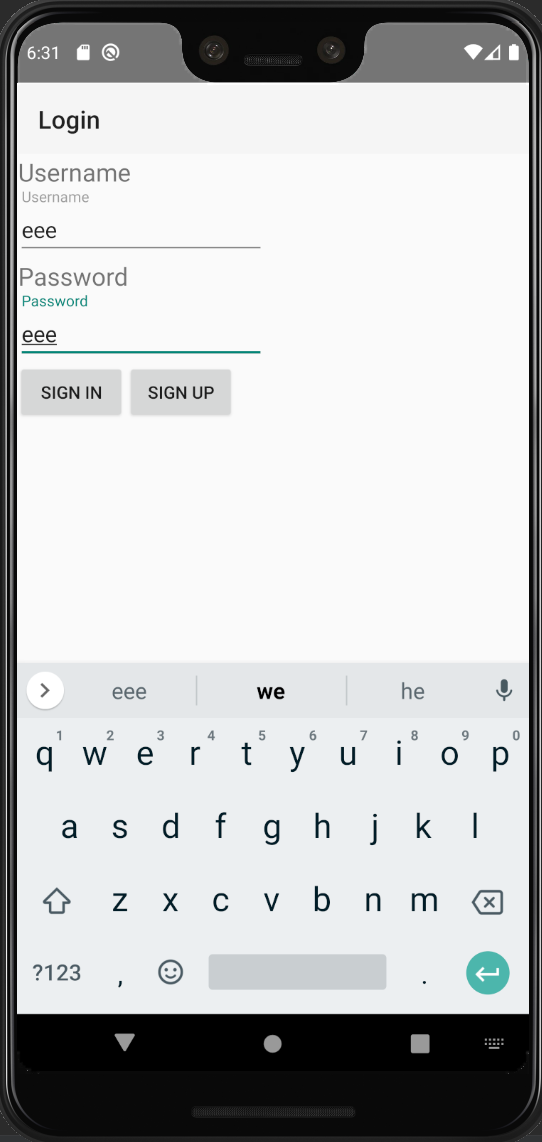 6:31
Login
Username
Username
eee
Password
Password
eee
SIGN IN SIGN UP
eee we he
1 2 3 4 5 6 7 8 9 0
q w e r t y u i o p
a s d f g h j k l
z x c v b n m
?123 , .